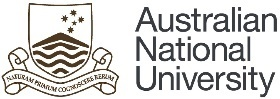 NATURAM PRIMUM COGNOSCERE RERUM
Australian
National
University